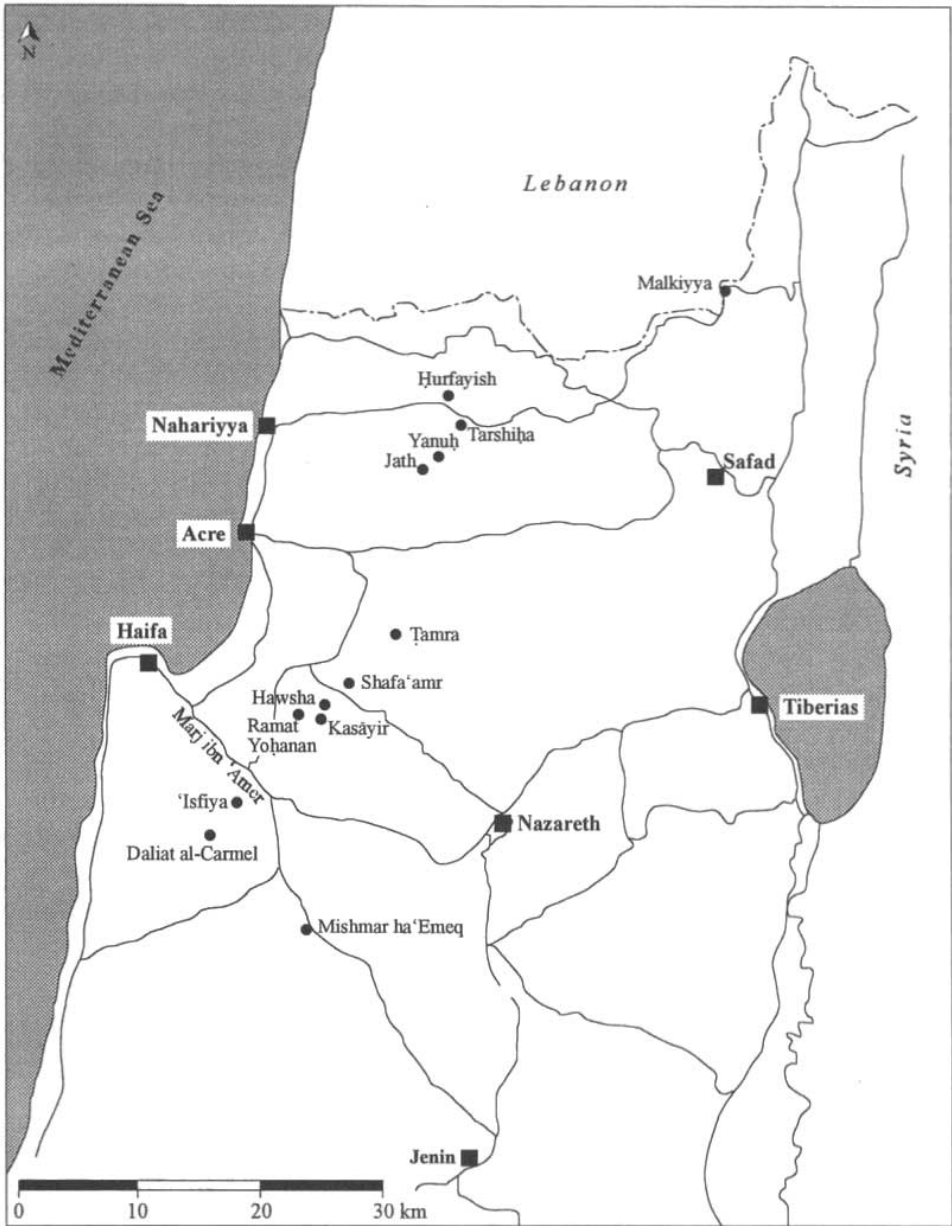 N
Mediterranean Sea
Lebanon
Syria
Malkiyya
Ḥurfayish
Nahariyya
Tarshiḥa
Yanuḥ
Jath
Safad
Acre
Haifa
Ṭamra
Shafa‘amr
Hawsha
Ramat
Yoḥanan
Kasāyir
Tiberias
Marj ibn ‘Amer
‘Isfiya
Nazareth
Daliat al-Carmel
Mishmar ha‘Emeq
Jenin
0 10 20 30 km